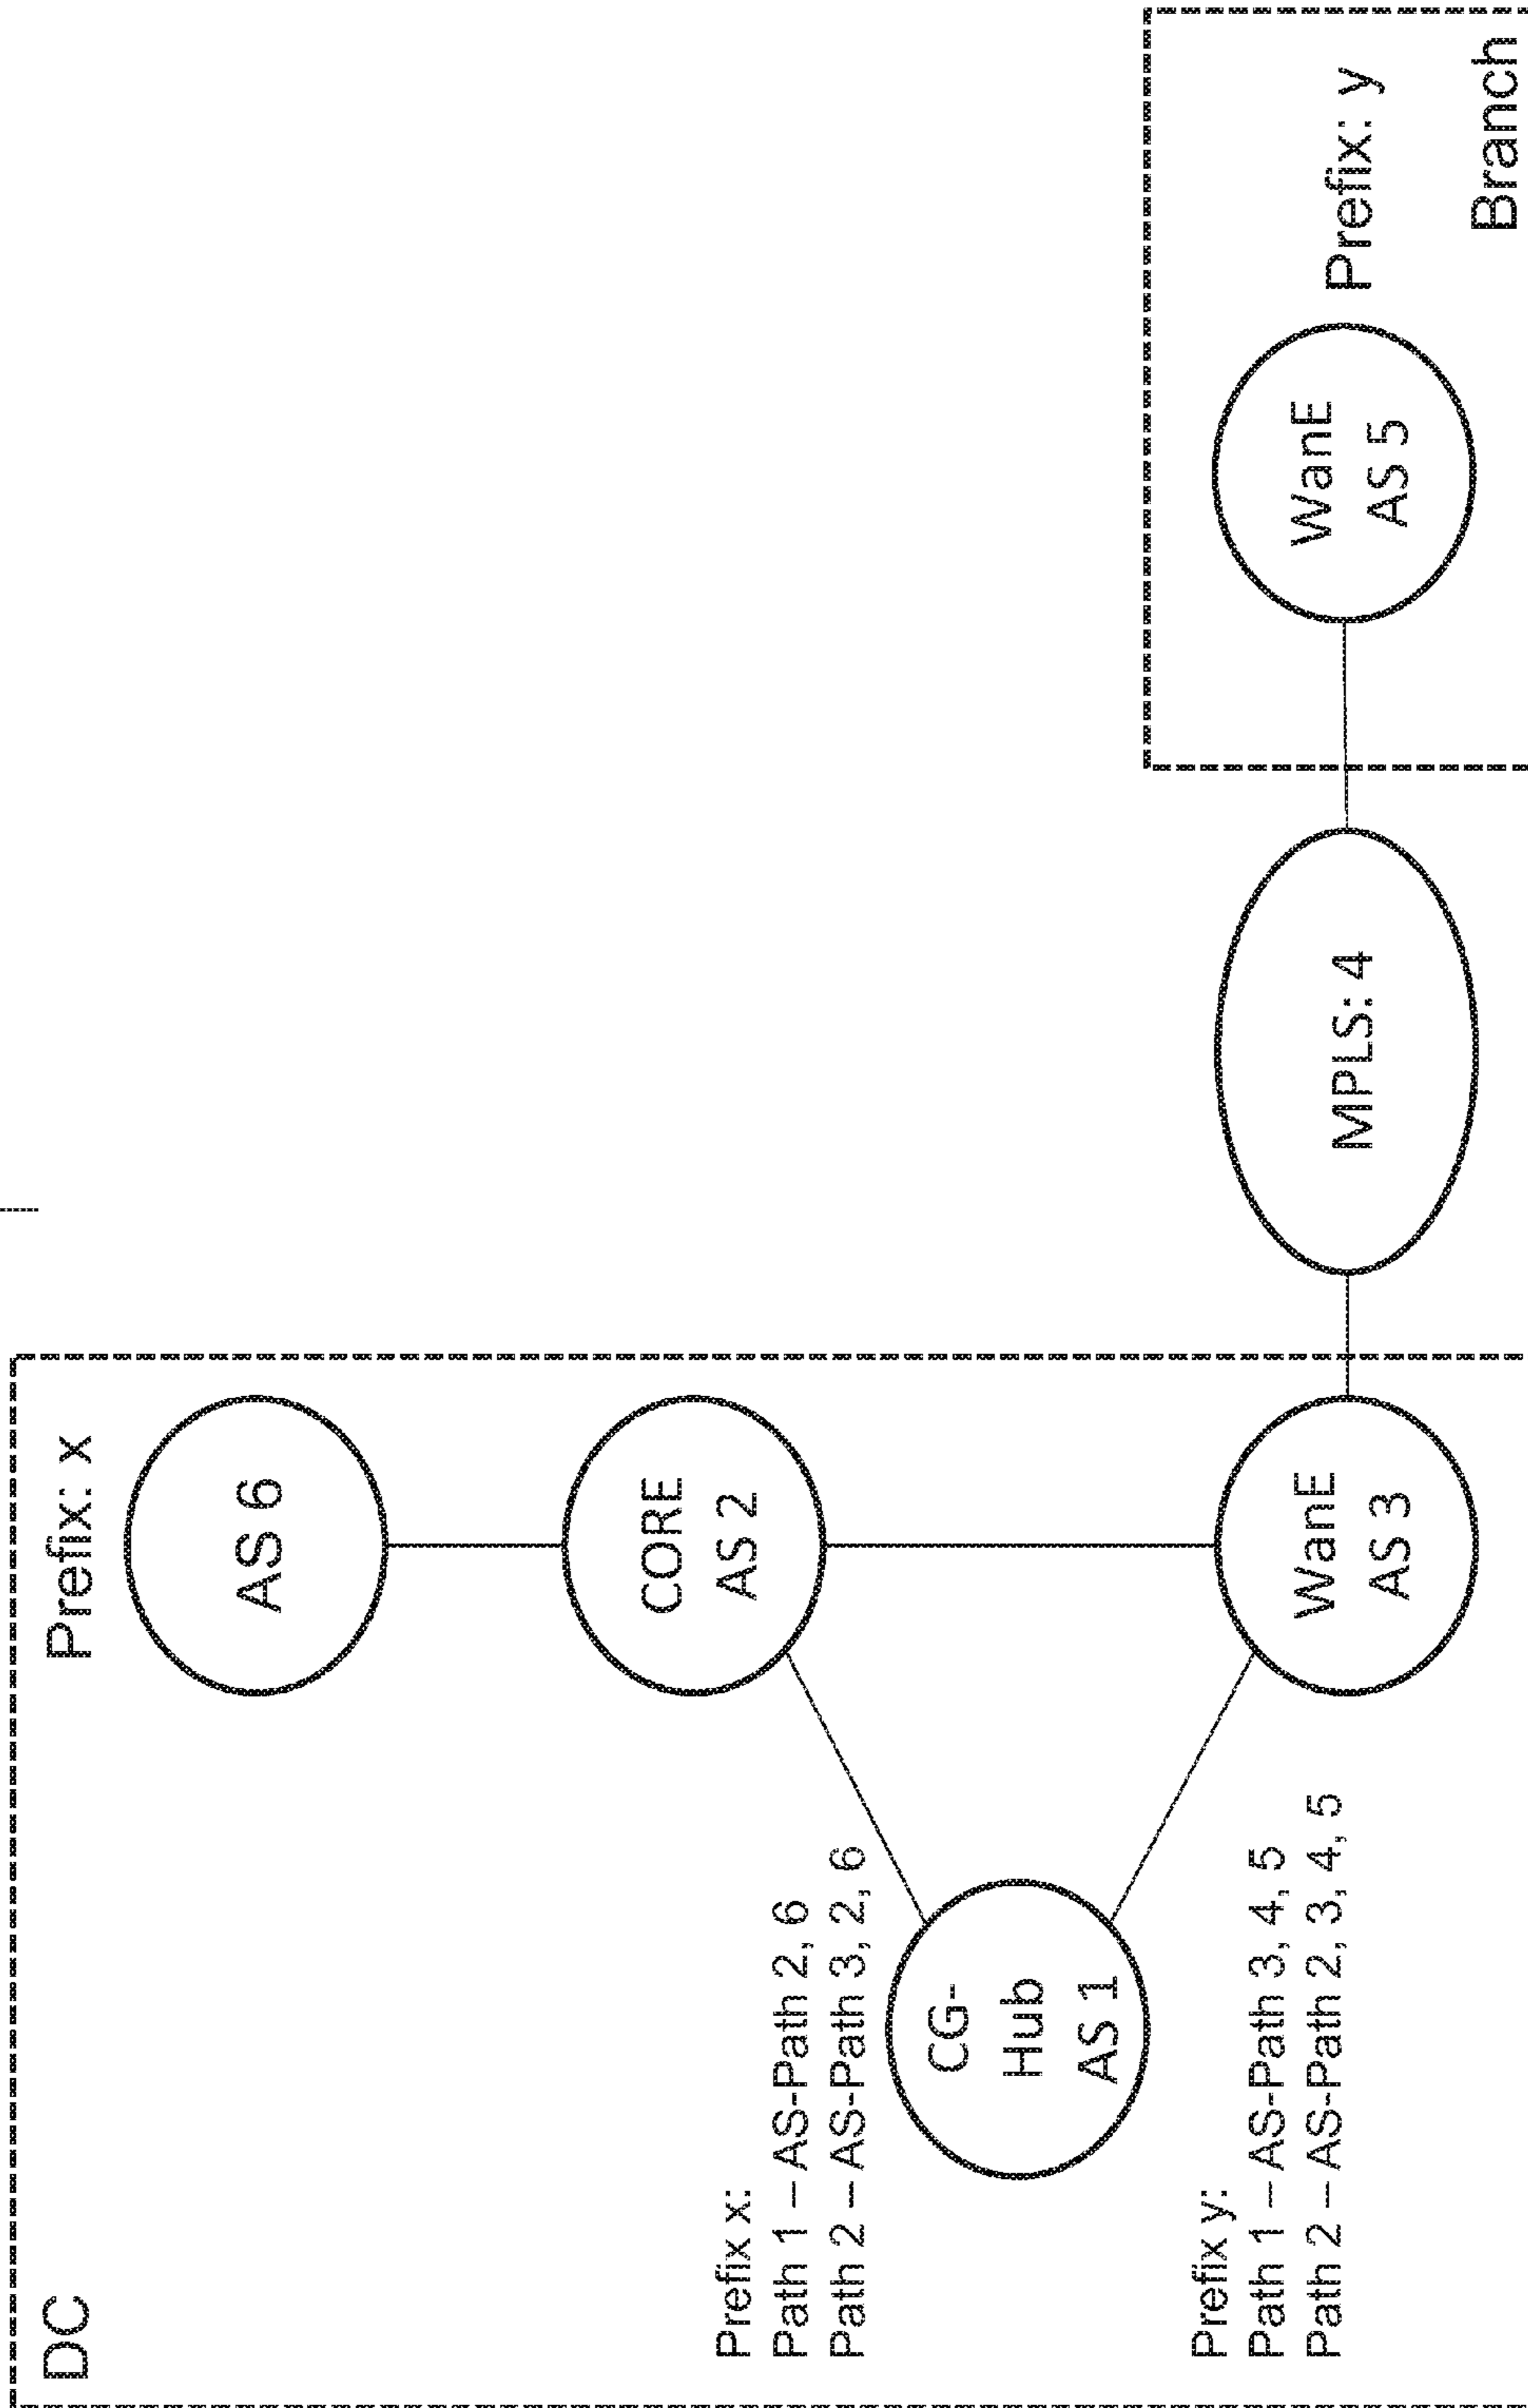 DC
Prefix: x
AS 6
CORE
AS 2
Prefix x:
Path 1 – AS-Path 2, 6
Path 2 – AS-Path 3, 2, 6
CG-
Hub
AS 1
Prefix y:
Path 1 – AS-Path 3, 4, 5
Path 2 – AS-Path 2, 3, 4, 5
WanE
AS 3
MPLS: 4
WanE
AS 5
Prefix: y
Branch